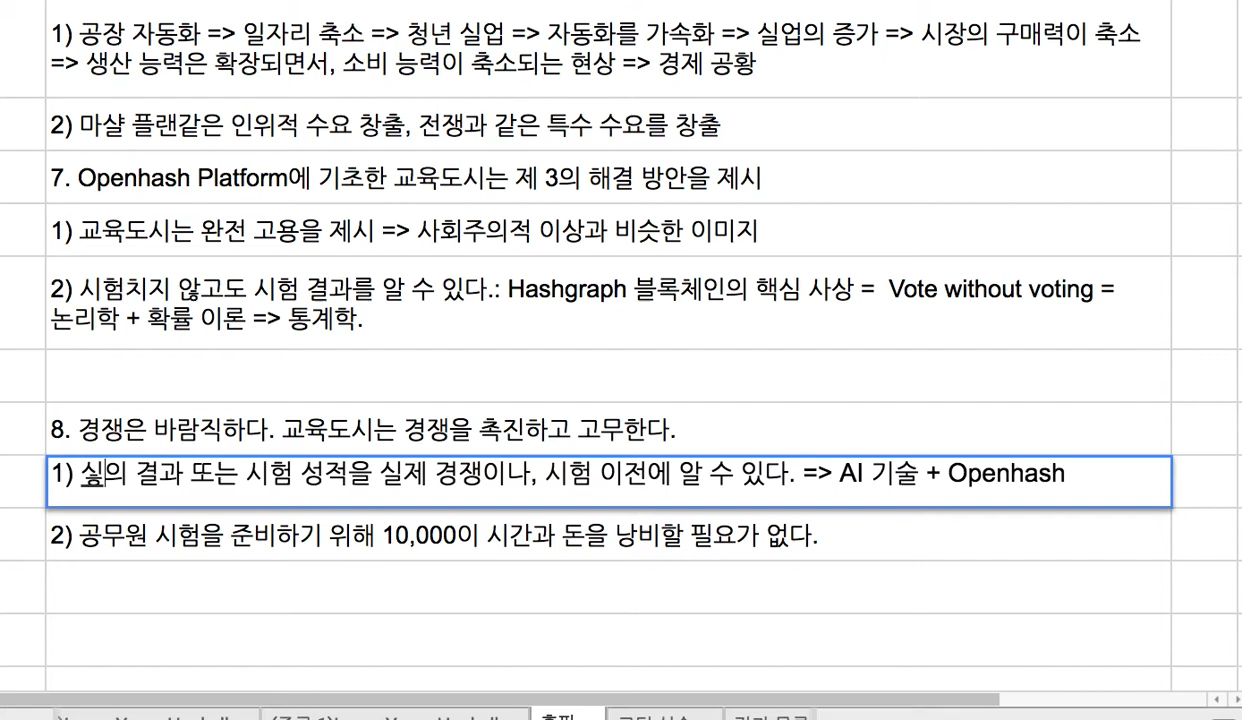 1) 공장 자동화 => 일자리 축소 => 청년 실업 => 자동화를 가속화 => 실업의 증가 => 시장의 구매력이 축소
=> 생산 능력은 확장되면서, 소비 능력이 축소되는 현상 => 경제 공황
2) 마샬 플랜같은 인위적 수요 창출, 전쟁과 같은 특수 수요를 창출
7. Openhash Platform에 기초한 교육도시는 제 3의 해결 방안을 제시
1) 교육도시는 완전 고용을 제시 => 사회주의적 이상과 비슷한 이미지
2) 시험치지 않고도 시험 결과를 알 수 있다.: Hashgraph 블록체인의 핵심 사상 = Vote without voting =
논리학 + 확률 이론 => 통계학.
8. 경쟁은 바람직하다. 교육도시는 경쟁을 촉진하고 고무한다.
1) 의 결과 또는 시험 성적을 실제 경쟁이나, 시험 이전에 알 수 있다. => AI 기술 + Openhash
2) 공무원 시험을 준비하기 위해 10,000이 시간과 돈을 낭비할 필요가 없다.